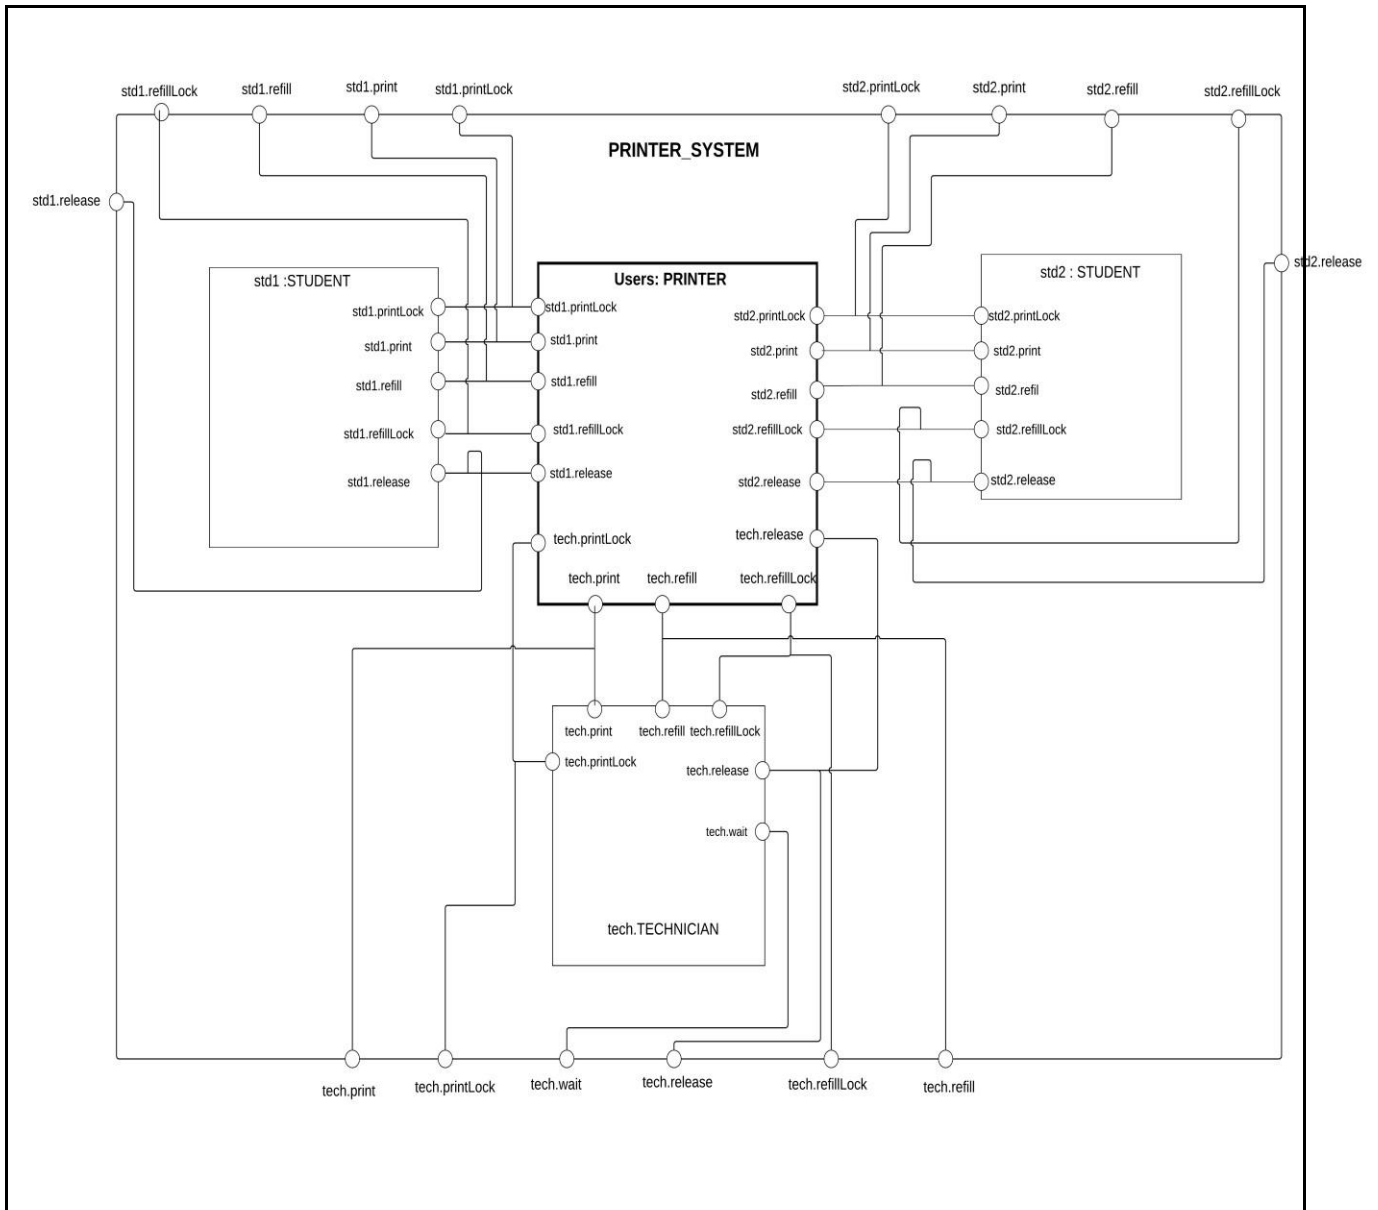 std1.refillLock
std1.refill
std1.print
std1.printLock
std2.printLock
std2.print
std2.refill
std2.refillLock
PRINTER_SYSTEM
std1.release
std2.release
std1 :STUDENT
std1.printLock
std1.print
std1.refill
std1.refillLock
std1.release
Users: PRINTER
std1.printLock
std1.print
std1.refill
std1.refillLock
std1.release
tech.printLock
std2.printLock
std2.print
std2.refill
std2.refillLock
std2.release
tech.release
tech.print
tech.refill
tech.refillLock
std2 : STUDENT
std2.printLock
std2.print
std2.refil
std2.refillLock
std2.release
tech.print
tech.refill
tech.refillLock
tech.printLock
tech.release
tech.wait
tech.TECHNICIAN
tech.print
tech.printLock
tech.wait
tech.release
tech.refillLock
tech.refill